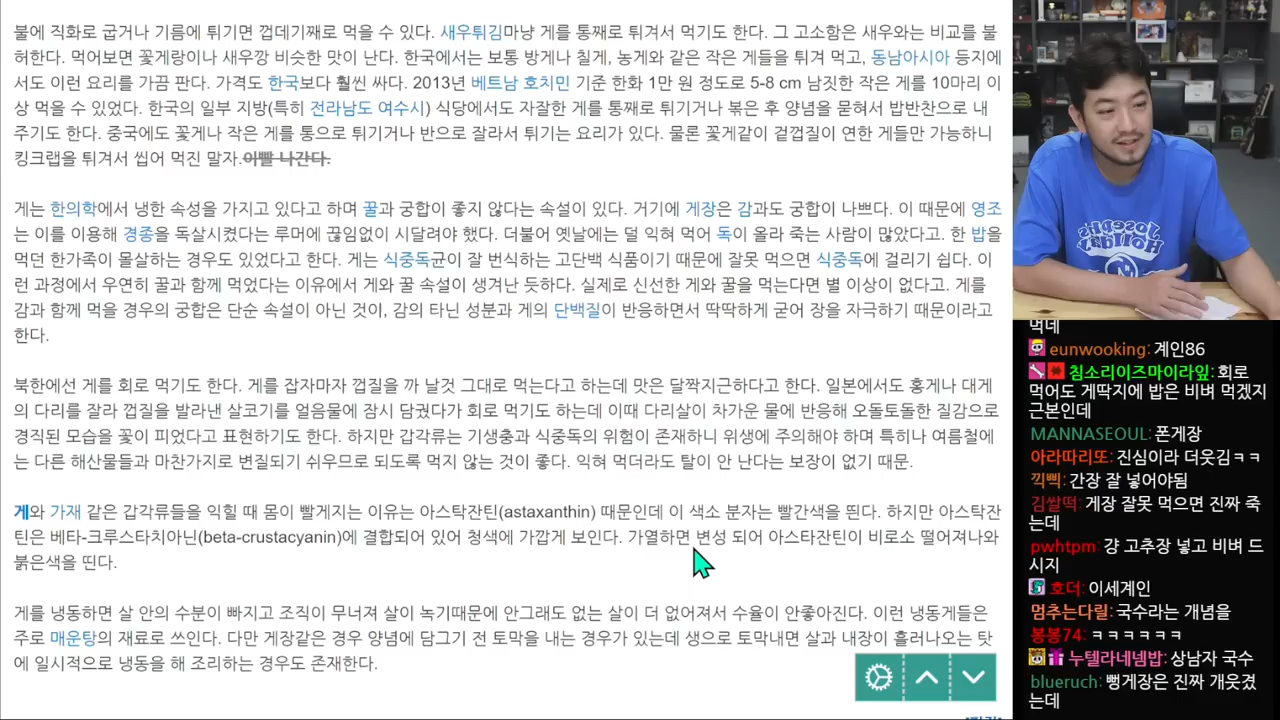 불에 직화로 굽거나 기름에 튀기면 껍데기째로 먹을 수 있다. 새우튀김마냥 게를 통째로 튀겨서 먹기도 한다. 그 고소함은 새우와는 비교를 불
허한다. 먹어보면 꽃게랑이나 새우깡 비슷한 맛이 난다. 한국에서는 보통 방게나 칠게, 농게와 같은 작은 게들을 튀겨 먹고, 동남아시아 등지에
서도 이런 요리를 가끔 판다. 가격도 한국보다 훨씬 싸다. 2013년 베트남 호치민 기준 한화 1만 원 정도로 5-8 cm 남짓한 작은 게를 10마리 이
상 먹을 수 있었다. 한국의 일부 지방(특히 전라남도 여수시) 식당에서도 자잘한 게를 통째로 튀기거나 볶은 후 양념을 묻혀서 밥반찬으로 내
주기도 한다. 중국에도 꽃게나 작은 게를 통으로 튀기거나 반으로 잘라서 튀기는 요리가 있다. 물론 꽃게같이 겉껍질이 연한 게들만 가능하니
킹크랩을 튀겨서 씹어 먹진 말자.이빨 나간다.
게는 한의학에서 냉한 속성을 가지고 있다고 하며 꿀과 궁합이 좋지 않다는 속설이 있다. 거기에 게장은 감과도 궁합이 나쁘다. 이 때문에 영조
는 이를 이용해 경종을 독살시켰다는 루머에 끊임없이 시달려야 했다. 더불어 옛날에는 덜 익혀 먹어 독이 올라 죽는 사람이 많았다고. 한 밥을
먹던 한가족이 몰살하는 경우도 있었다고 한다. 게는 식중독균이 잘 번식하는 고단백 식품이기 때문에 잘못 먹으면 식중독에 걸리기 쉽다. 이
런 과정에서 우연히 꿀과 함께 먹었다는 이유에서 게와 꿀 속설이 생겨난 듯하다. 실제로 신선한 게와 꿀을 먹는다면 별 이상이 없다고. 게를
감과 함께 먹을 경우의 궁합은 단순 속설이 아닌 것이, 감의 타닌 성분과 게의 단백질이 반응하면서 딱딱하게 굳어 장을 자극하기 때문이라고
한다.
북한에선 게를 회로 먹기도 한다. 게를 잡자마자 껍질을 까 날것 그대로 먹는다고 하는데 맛은 달짝지근하다고 한다. 일본에서도 홍게나 대게
의 다리를 잘라 껍질을 발라낸 살코기를 얼음물에 잠시 담궜다가 회로 먹기도 하는데 이때 다리살이 차가운 물에 반응해 오돌토돌한 질감으로
경직된 모습을 꽃이 피었다고 표현하기도 한다. 하지만 갑각류는 기생충과 식중독의 위험이 존재하니 위생에 주의해야 하며 특히나 여름철에
는 다른 해산물들과 마찬가지로 변질되기 쉬우므로 되도록 먹지 않는 것이 좋다. 익혀 먹더라도 탈이 안 난다는 보장이 없기 때문.
게와 가재 같은 갑각류들을 익힐 때 몸이 빨게지는 이유는 아스탁잔틴(astaxanthin) 때문인데 이 색소 분자는 빨간색을 띈다. 하지만 아스탁잔
틴은 베타-크루스타치아닌(beta-crustacyanin)에 결합되어 있어 청색에 가깝게 보인다. 가열하면 변성 되어 아스타잔틴이 비로소 떨어져나와
붉은색을 띤다.
게를 냉동하면 살 안의 수분이 빠지고 조직이 무너져 살이 녹기때문에 안그래도 없는 살이 더 없어져서 수율이 안좋아진다. 이런 냉동게들은
주로 매운탕의 재료로 쓰인다. 다만 게장같은 경우 양념에 담그기 전 토막을 내는 경우가 있는데 생으로 토막내면 살과 내장이 흘러나오는 탓
에 일시적으로 냉동을 해 조리하는 경우도 존재한다.
먹네
eunwooking: 계인86
침소리이즈마이라잎: 회로
먹어도 게딱지에 밥은 비벼 먹겠지
근본인데
MANNASEOUL: 폰게장
아라따리또: 진심이라 더웃김ㅋㅋ
끽삑: 간장 잘 넣어야됨
김쌀떡: 게장 잘못 먹으면 진짜 죽
는데
pwhtpm: 걍 고추장 넣고 비벼 드
시지
호더: 이세계인
멈추는다릴: 국수라는 개념을
봉봉74: ㅋㅋㅋㅋㅋㅋ
누텔라네넴밥: 상남자 국수
blueruch: 뻥게장은 진짜 개웃겼
는데